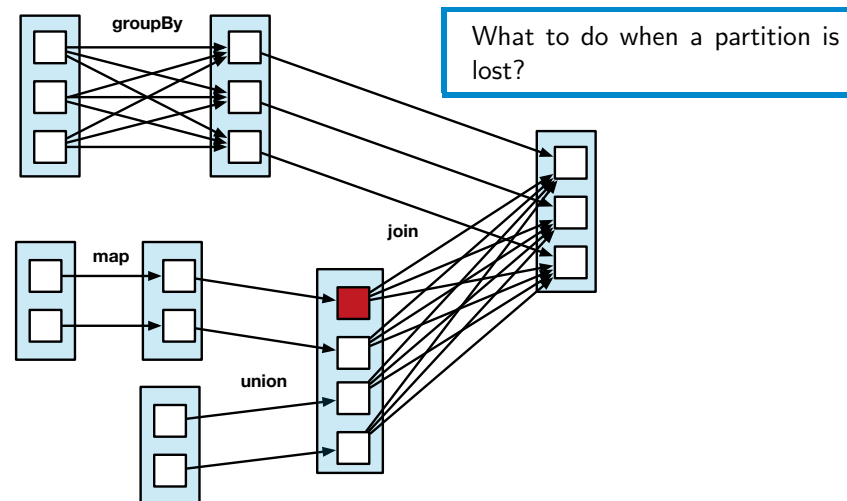 groupBy
What to do when a partition is
lost?
join
map
union